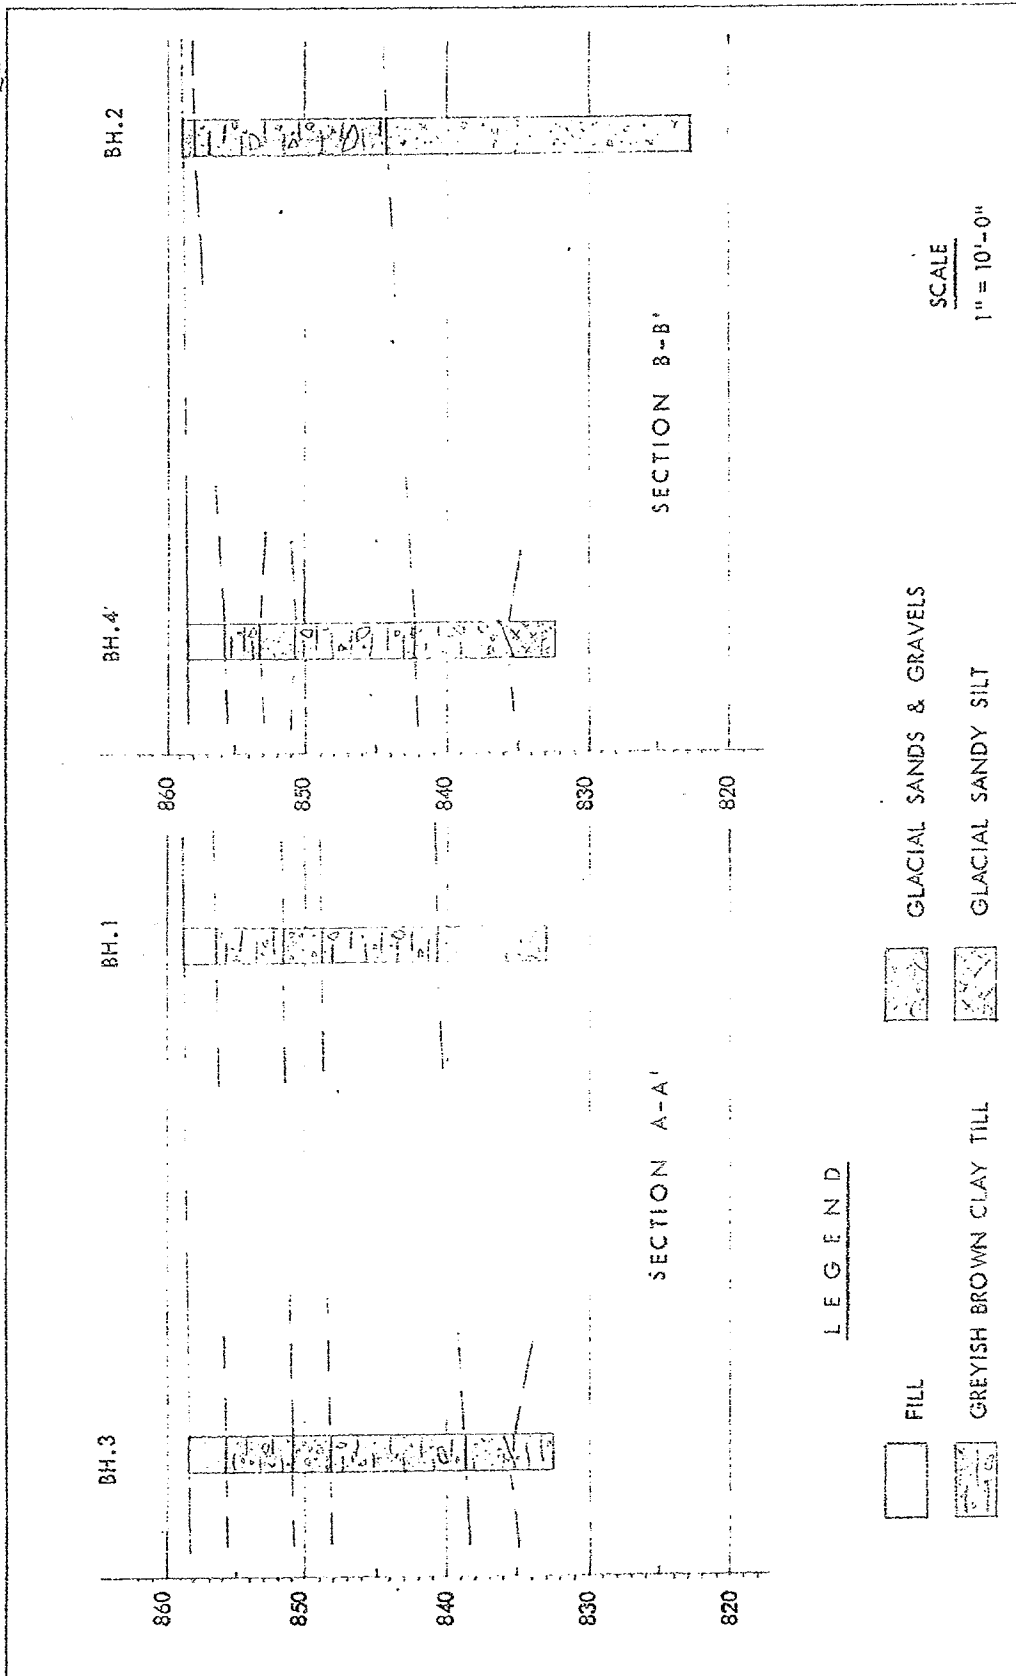 BH.3
BH.1
BH.4
BH.2
860
850
840
830
820
860
850
840
830
820
SECTION A-A'
SECTION B-B'
LEGEND
FILL
GLACIAL SANDS & GRAVELS
GREYISH BROWN CLAY TILL
GLACIAL SANDY SILT
SCALE
1" = 10'-0"